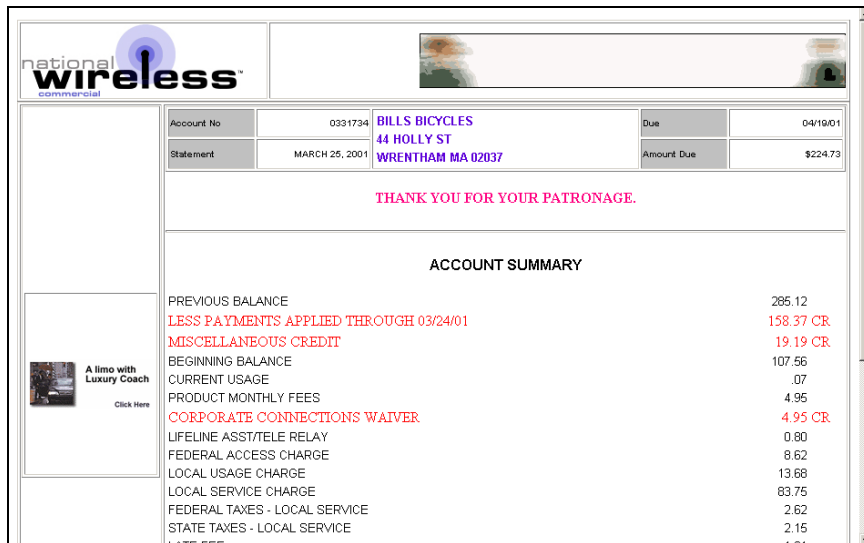 national
wireless™
commercial
Account No 0331734
Statement MARCH 25, 2001
BILLS BICYCLES
44 HOLLY ST
WRENTHAM MA 02037
Due 04/19/01
Amount Due $224.73
THANK YOU FOR YOUR PATRONAGE.
ACCOUNT SUMMARY
PREVIOUS BALANCE 285.12
LESS PAYMENTS APPLIED THROUGH 03/24/01 158.37 CR
MISCELLANEOUS CREDIT 19.19 CR
BEGINNING BALANCE 107.56
CURRENT USAGE .07
PRODUCT MONTHLY FEES 4.95
CORPORATE CONNECTIONS WAIVER 4.95 CR
LIFELINE ASST/TELE RELAY 0.80
FEDERAL ACCESS CHARGE 8.62
LOCAL USAGE CHARGE 13.68
LOCAL SERVICE CHARGE 83.75
FEDERAL TAXES - LOCAL SERVICE 2.62
STATE TAXES - LOCAL SERVICE 2.15
A limo with
Luxury Coach
Click Here